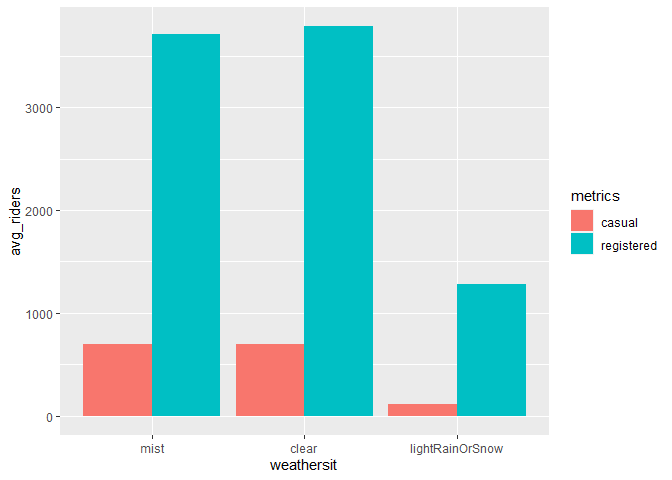 avg_riders
3000
2000
1000
0
mist
clear
lightRainOrSnow
weathersit
metrics
casual
registered